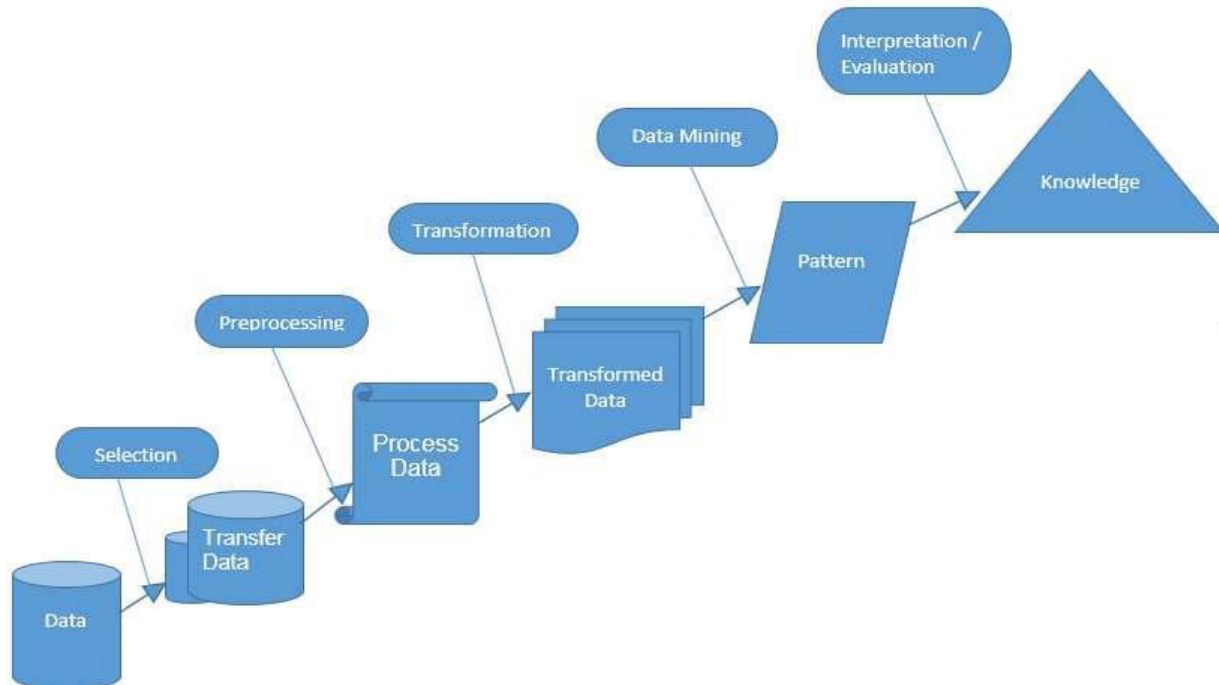 Interpretation /
Evaluation
Knowledge
Data Mining
Pattern
Transformation
Transformed
Data
Preprocessing
Process
Data
Selection
Transfer
Data
Data